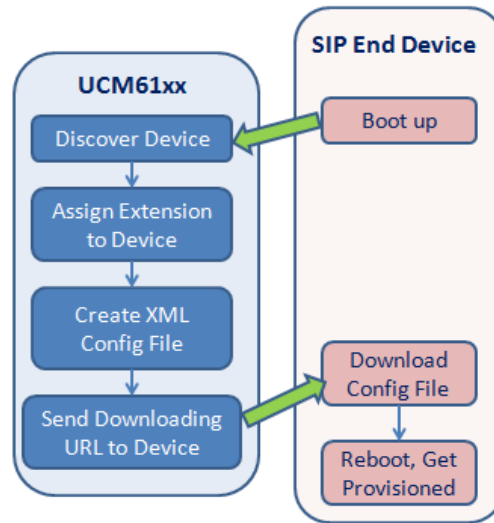 UCM61xx
Discover Device
Assign Extension
to Device
Create XML
Config File
Send Downloading
URL to Device
SIP End Device
Boot up
Download
Config File
Reboot, Get
Provisioned